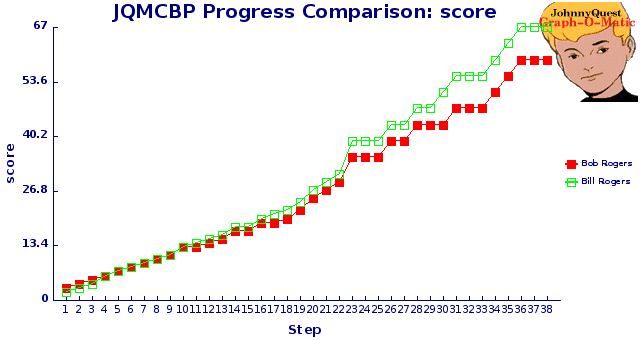 JQMCBP Progress Comparison: score
JohnnyQuest
Graph-O-Matic
67
53.6
40.2
26.8
13.4
0
score
1 2 3 4 5 6 7 8 9 10 11 12 13 14 15 16 17 18 19 20 21 22 23 24 25 26 27 28 29 30 31 32 33 34 35 36 37 38
Step
Bob Rogers
Bill Rogers